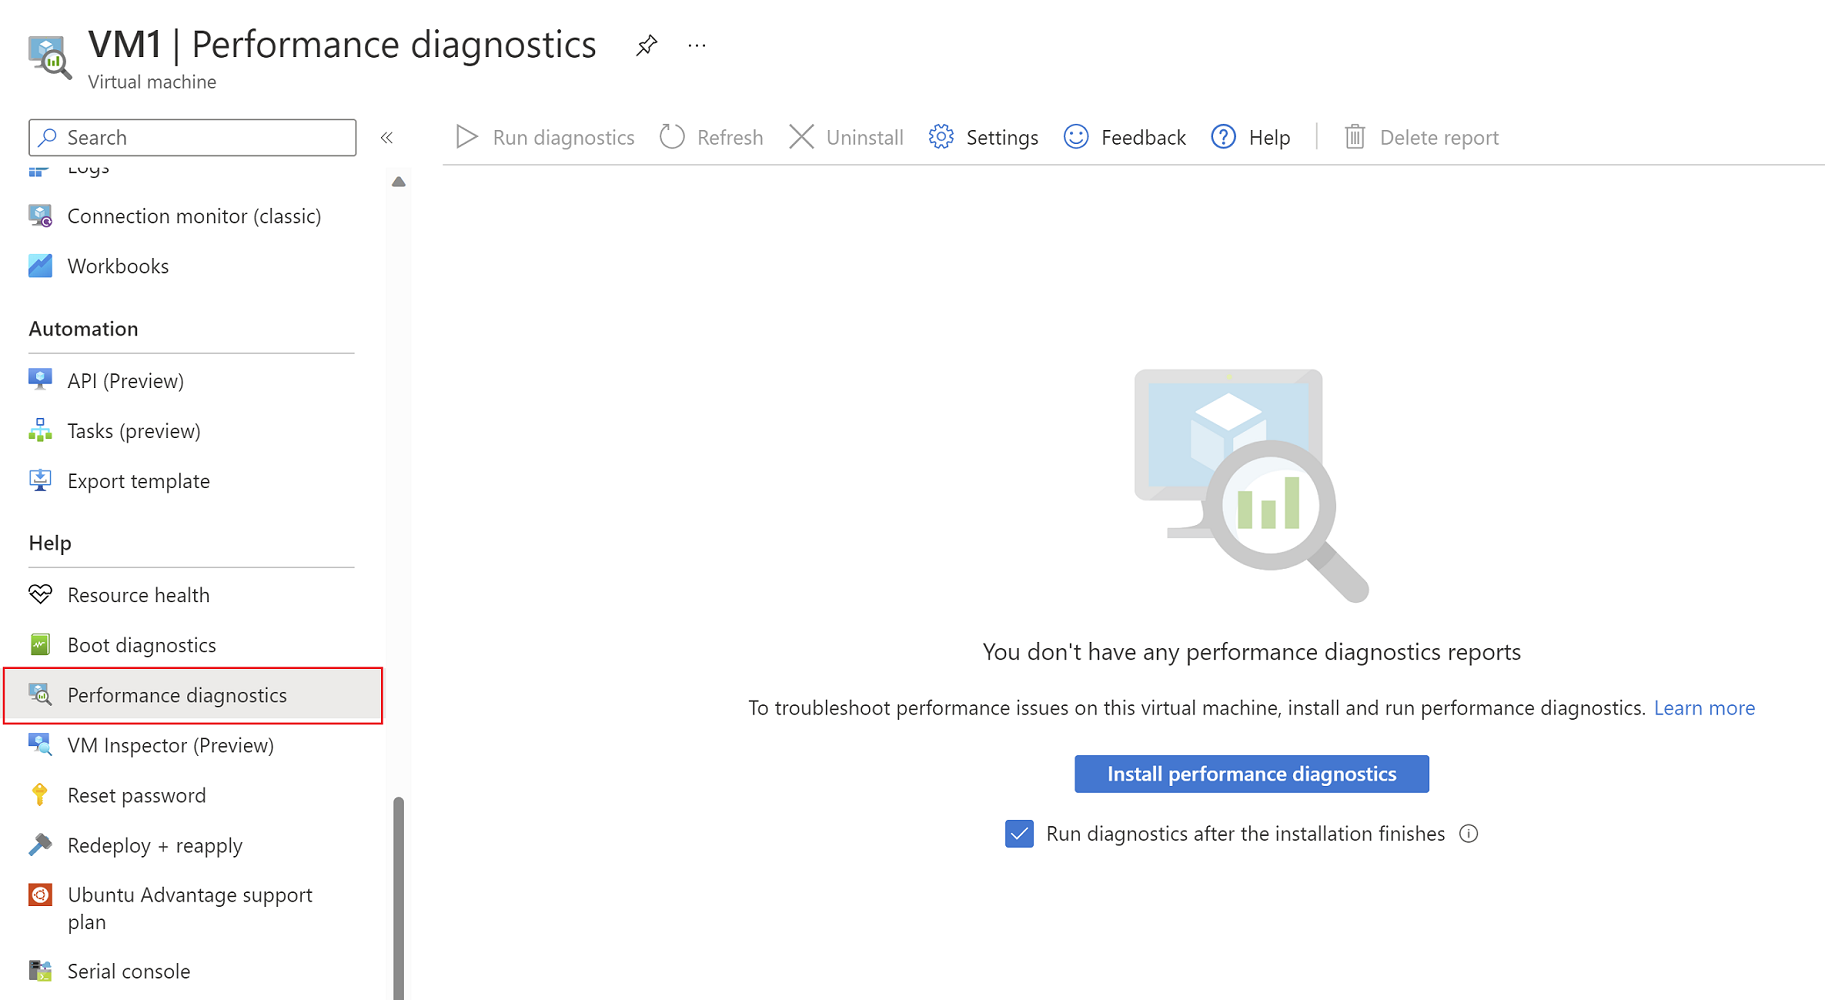 VM1 | Performance diagnostics
...
Virtual machine
Search
«
Run diagnostics
Refresh
Uninstall
Settings
Feedback
Help
Delete report
Logs
Connection monitor (classic)
Workbooks
Automation
API (Preview)
Tasks (preview)
Export template
Help
Resource health
Boot diagnostics
Performance diagnostics
VM Inspector (Preview)
Reset password
Redeploy + reapply
Ubuntu Advantage support
plan
Serial console
You don't have any performance diagnostics reports
To troubleshoot performance issues on this virtual machine, install and run performance diagnostics. Learn more
Install performance diagnostics
Run diagnostics after the installation finishes